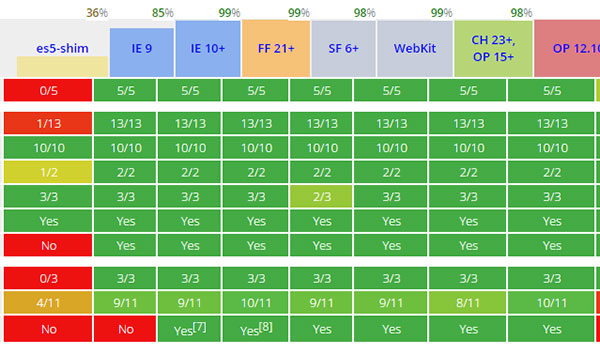 36% 85% 99% 99% 98% 99% 98%
es5-shim IE 9 IE 10+ FF 21+ SF 6+ WebKit CH 23+, OP 15+ OP 12.10
0/5 5/5 5/5 5/5 5/5 5/5 5/5 5/5
1/13 13/13 13/13 13/13 13/13 13/13 13/13 13/13
10/10 10/10 10/10 10/10 10/10 10/10 10/10 10/10
1/2 2/2 2/2 2/2 2/2 2/2 2/2 2/2
3/3 3/3 3/3 3/3 2/3 3/3 3/3 3/3
Yes Yes Yes Yes Yes Yes Yes Yes
No Yes Yes Yes Yes Yes Yes Yes
0/3 3/3 3/3 3/3 3/3 3/3 3/3 3/3
4/11 9/11 9/11 10/11 9/11 9/11 8/11 10/11
No No Yes[7] Yes[8] Yes Yes Yes Yes